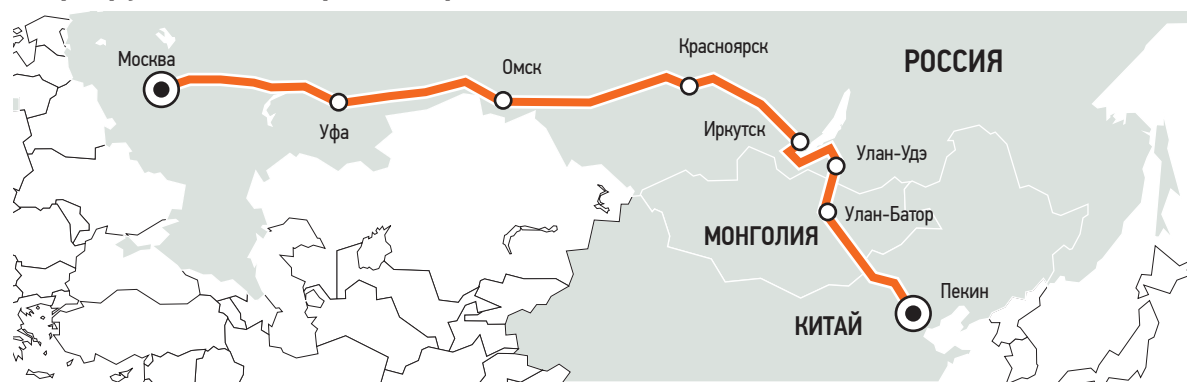 Москва
Уфа
Омск
Красноярск
РОССИЯ
Иркутск
Улан-Удэ
Улан-Батор
МОНГОЛИЯ
Пекин
КИТАЙ